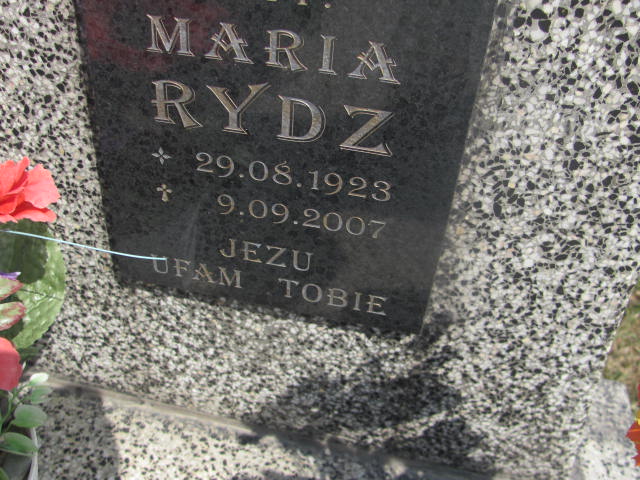 MARIA
RYDZ
29.08.1923
9.09.2007
JEZU
UFAM TOBIE